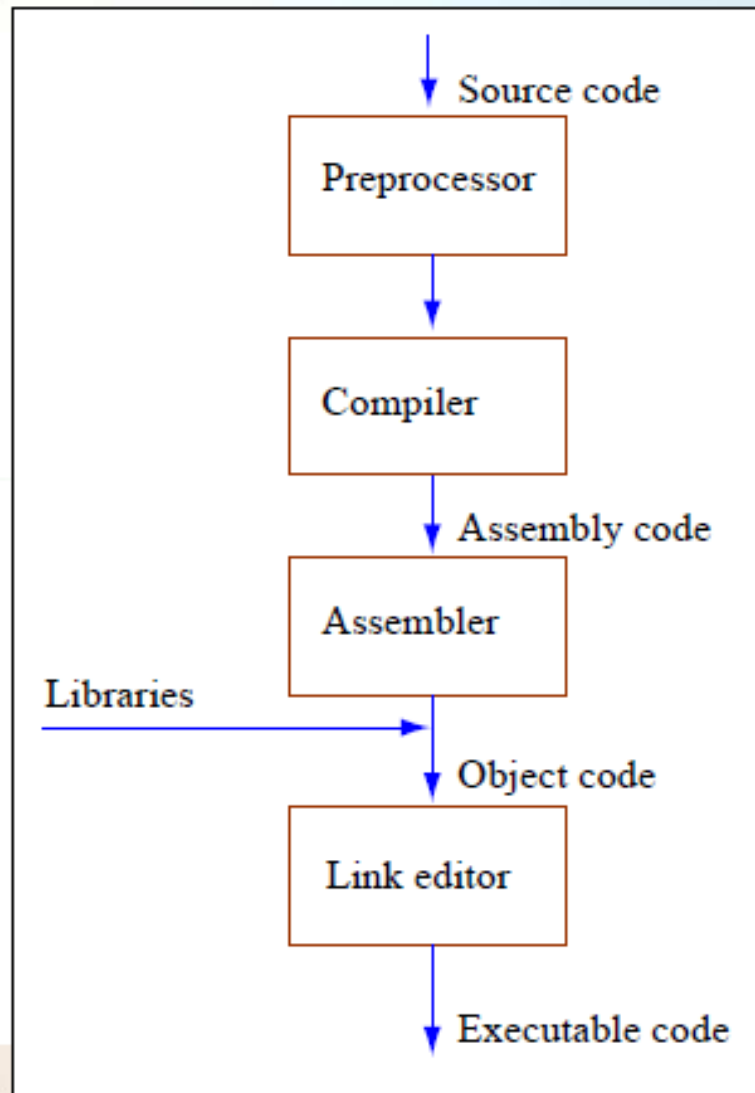 Source code
Preprocessor
Compiler
Assembly code
Assembler
Libraries
Object code
Link editor
Executable code